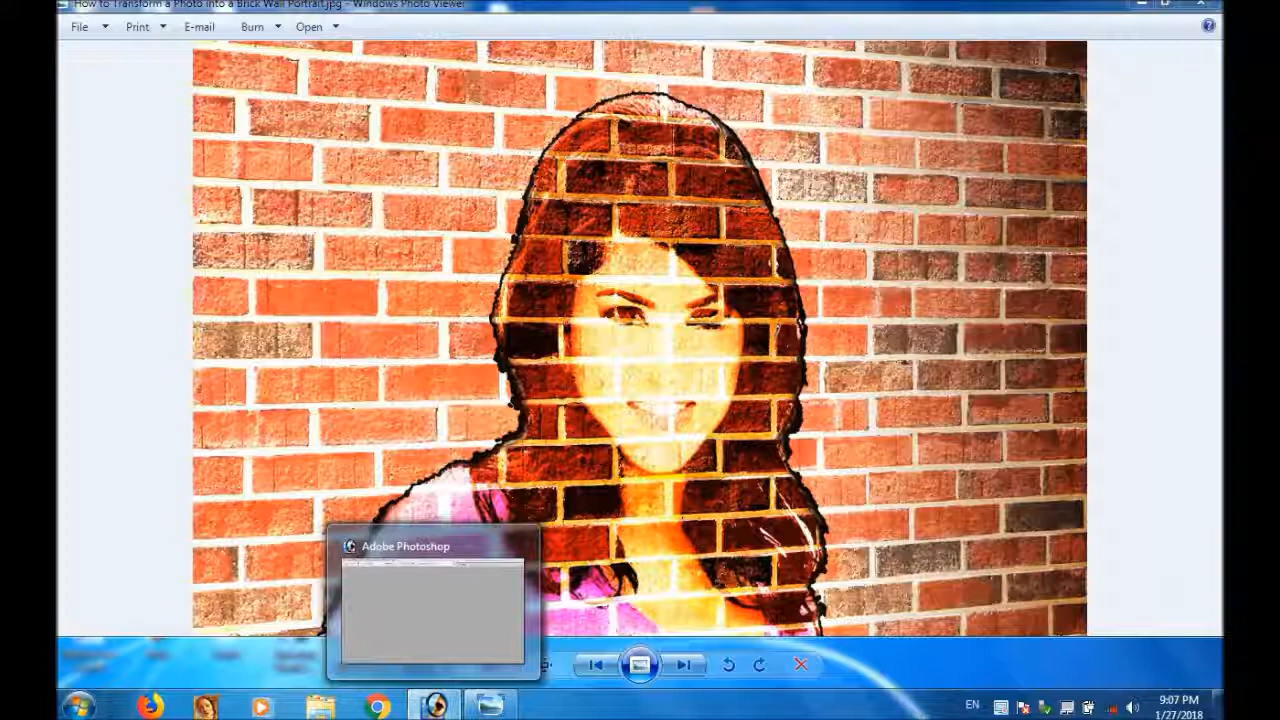 How to Transform a Photo into a Brick Wall Portrait.jpg - Windows Photo Viewer
File Print E-mail Burn Open
Adobe Photoshop
EN
9:07 PM
1/27/2018